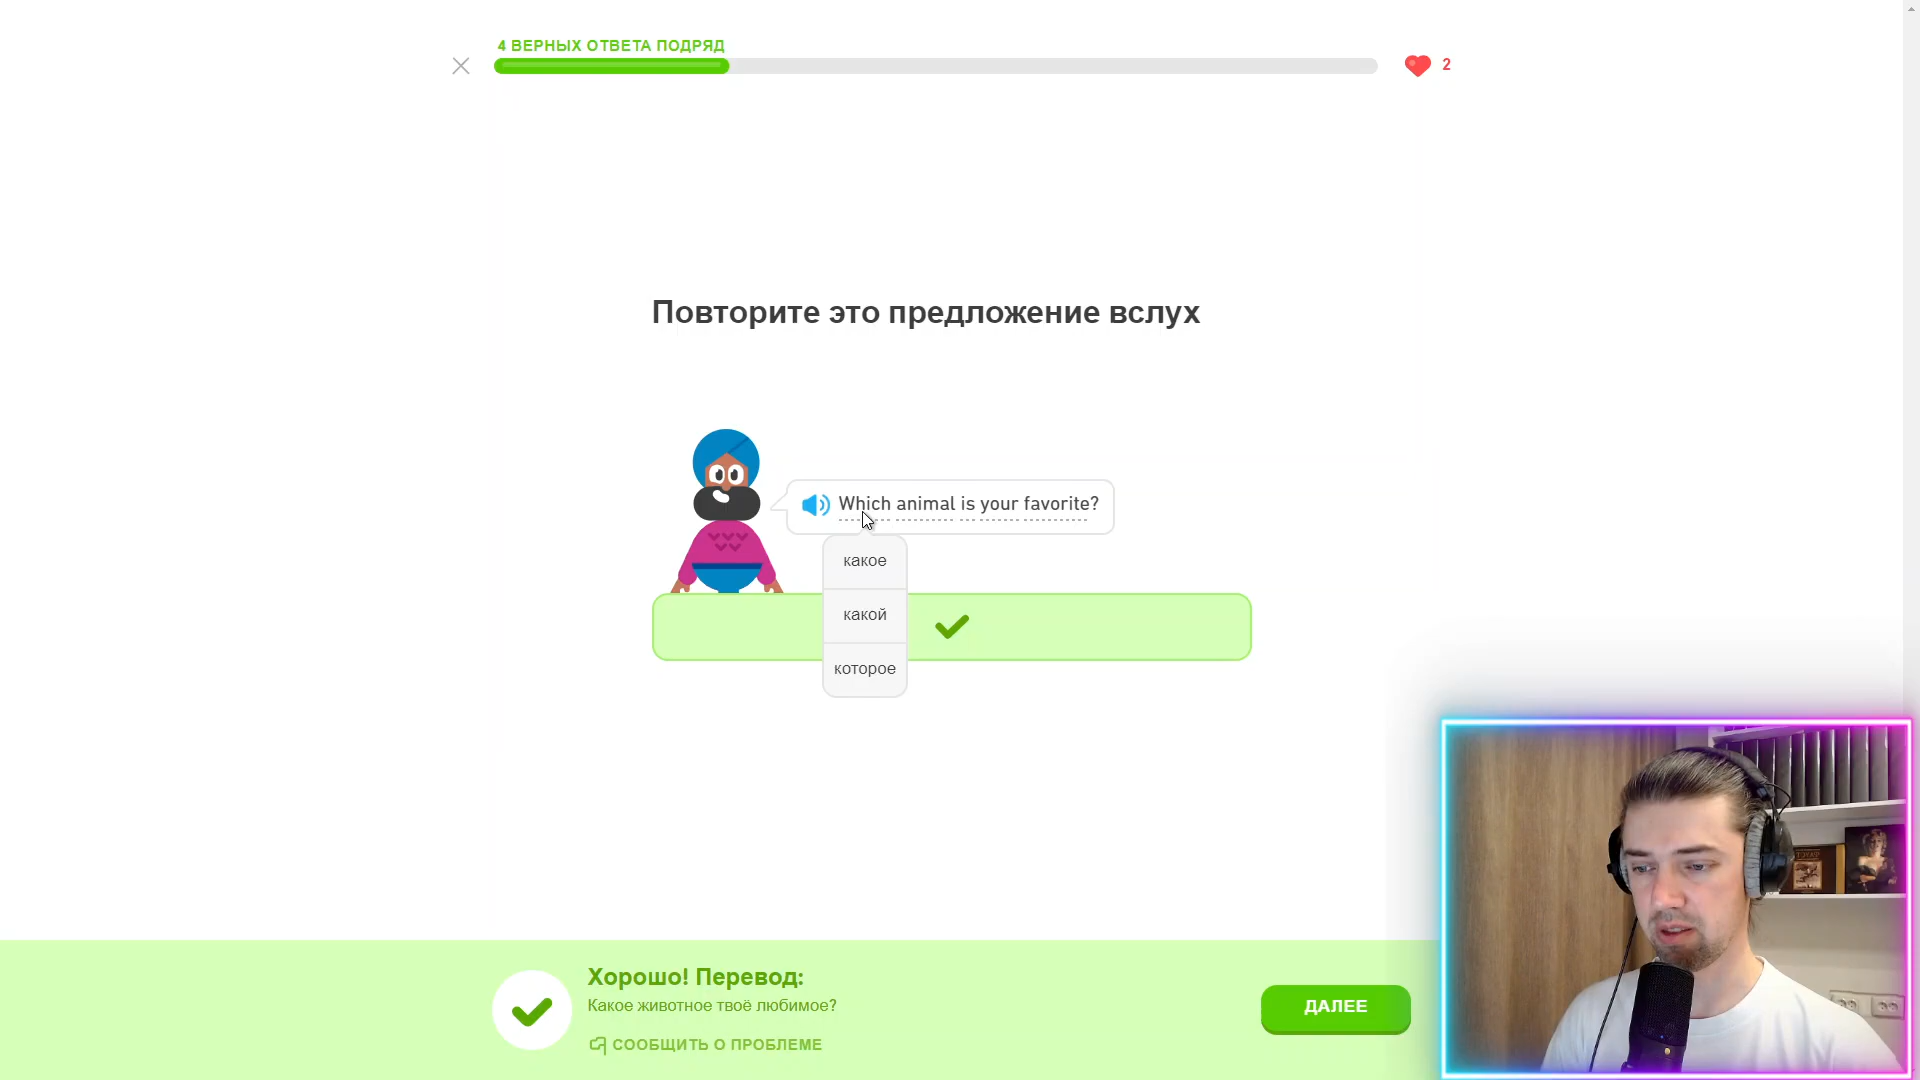 4 ВЕРНЫХ ОТВЕТА ПОДРЯД
2
Повторите это предложение вслух
Which animal is your favorite?
какое
какой
которое
Хорошо! Перевод:
Какое животное твоё любимое?
СООБЩИТЬ О ПРОБЛЕМЕ
ДАЛЕЕ